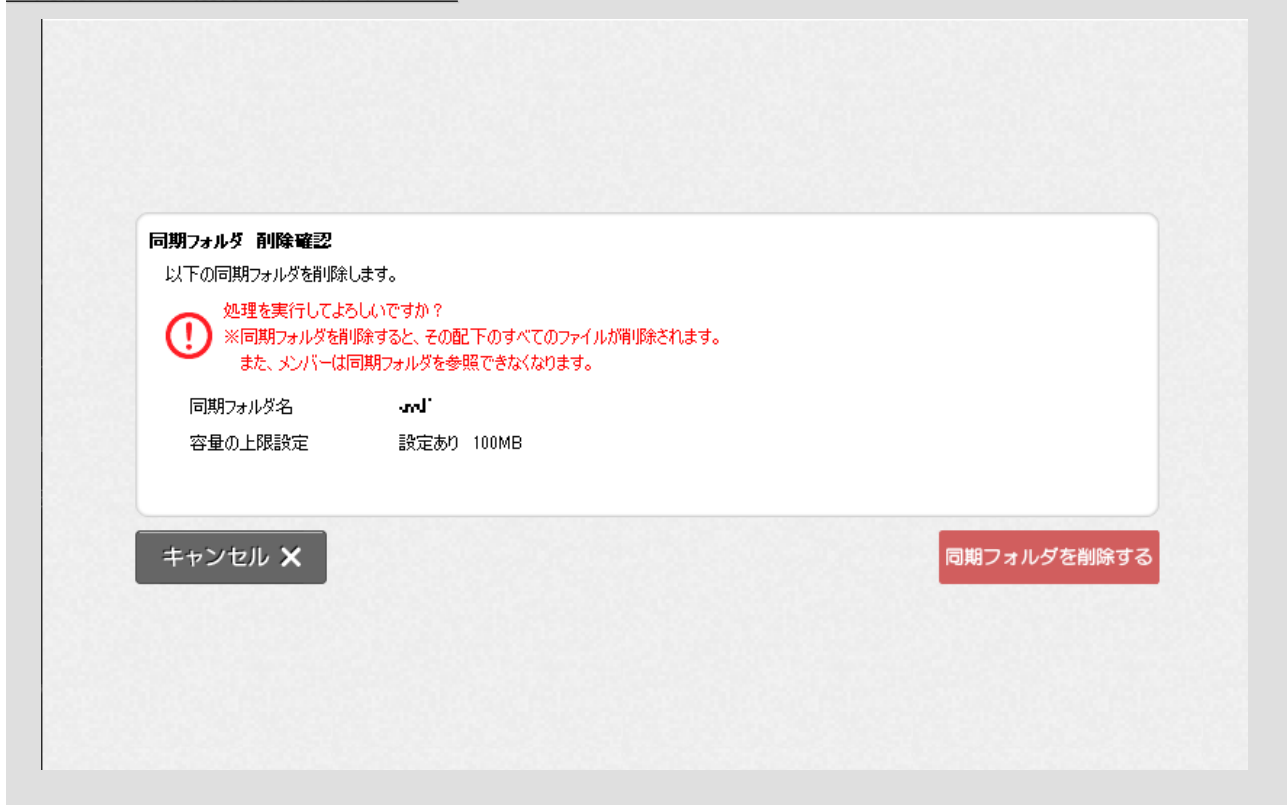 同期フォルダ 削除確認
以下の同期フォルダを削除します。
処理を実行してよろしいですか？
※同期フォルダを削除すると、その配下のすべてのファイルが削除されます。
また、メンバーは同期フォルダを参照できなくなります。
同期フォルダ名
容量の上限設定 設定あり 100MB
キャンセル ✕ 同期フォルダを削除する